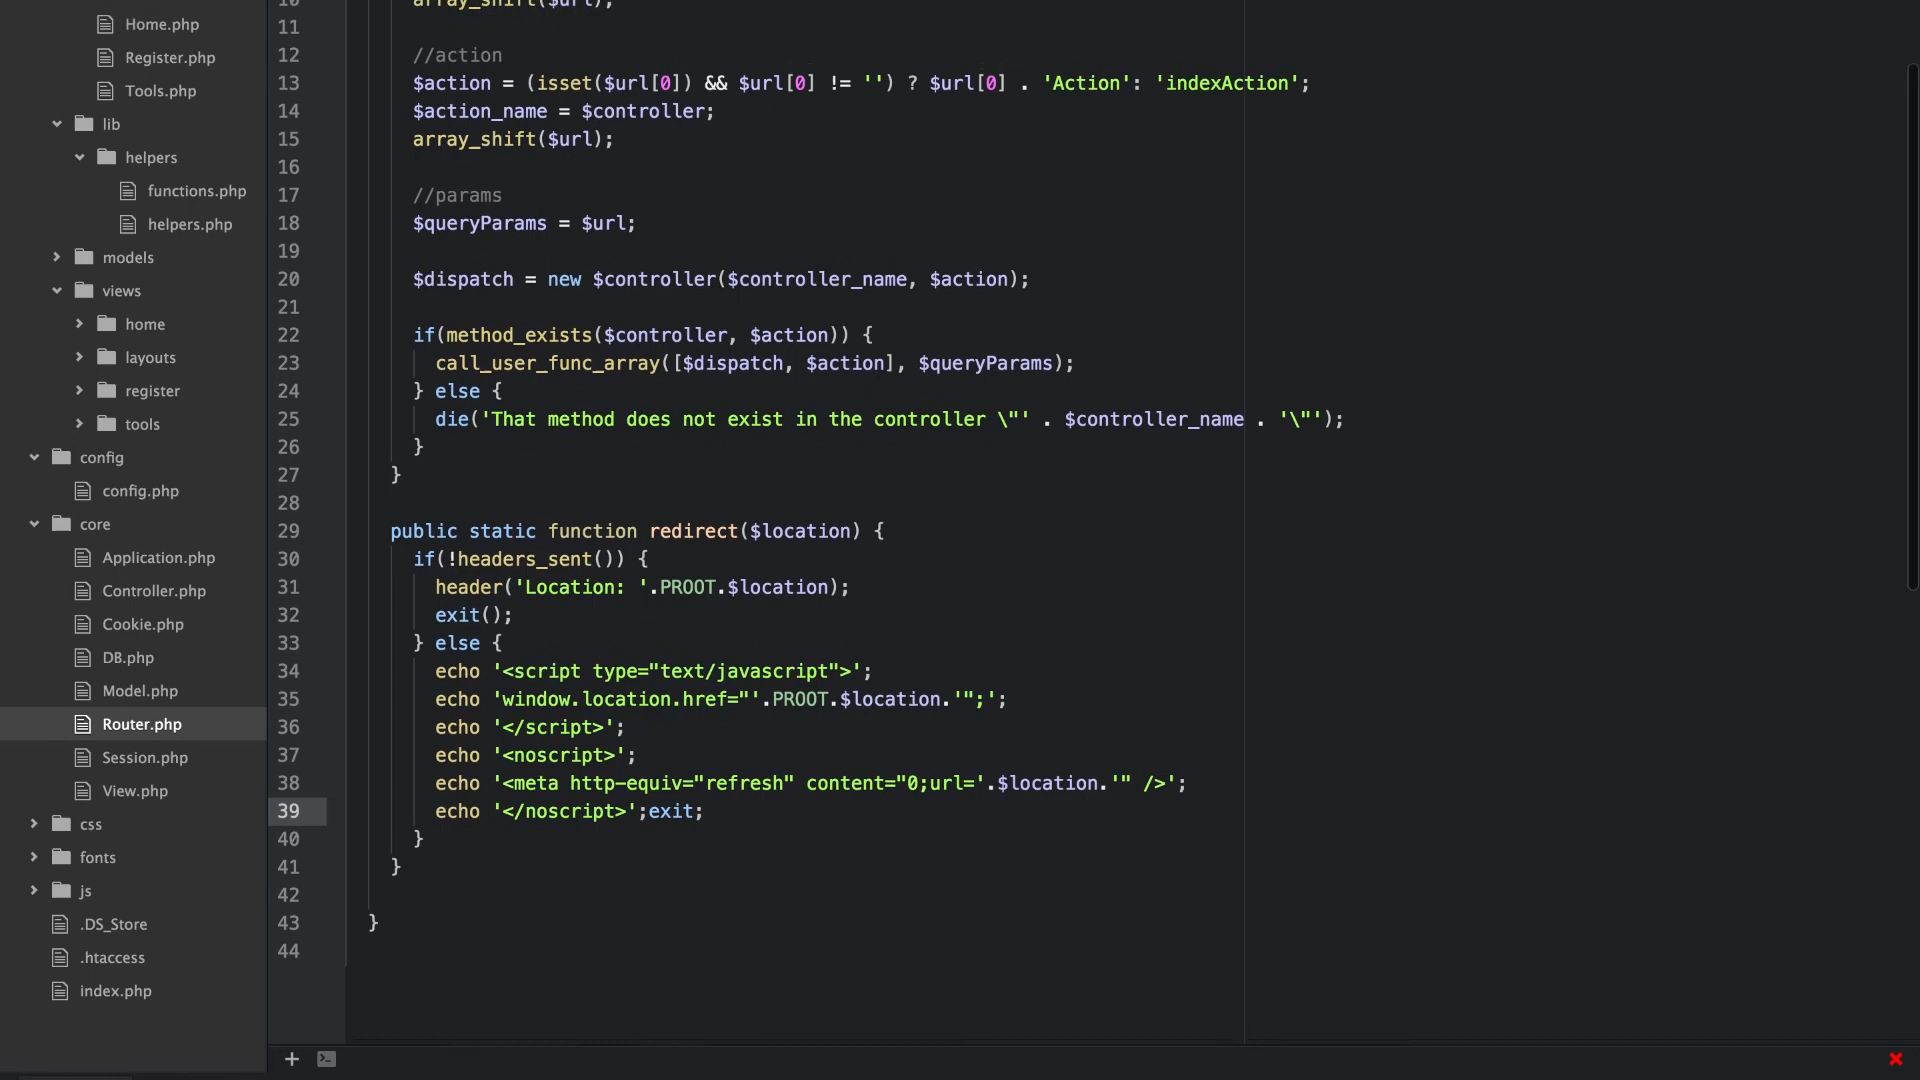 Home.php
Register.php
Tools.php
lib
helpers
functions.php
helpers.php
models
views
home
layouts
register
tools
config
config.php
core
Application.php
Controller.php
Cookie.php
DB.php
Model.php
Router.php
Session.php
View.php
css
fonts
js
.DS_Store
.htaccess
index.php
10 array_shift($url);
11
12 //action
13 $action = (isset($url[0]) && $url[0] != '') ? $url[0] . 'Action': 'indexAction';
14 $action_name = $controller;
15 array_shift($url);
16
17 //params
18 $queryParams = $url;
19
20 $dispatch = new $controller($controller_name, $action);
21
22 if(method_exists($controller, $action)) {
23 call_user_func_array([$dispatch, $action], $queryParams);
24 } else {
25 die('That method does not exist in the controller \"' . $controller_name . '\"');
26 }
27 }
28
29 public static function redirect($location) {
30 if(!headers_sent()) {
31 header('Location: '.PROOT.$location);
32 exit();
33 } else {
34 echo '<script type="text/javascript">';
35 echo 'window.location.href="'.PROOT.$location.'";';
36 echo '</script>';
37 echo '<noscript>';
38 echo '<meta http-equiv="refresh" content="0;url='.$location.'" />';
39 echo '</noscript>';exit;
40 }
41 }
42
43 }
44